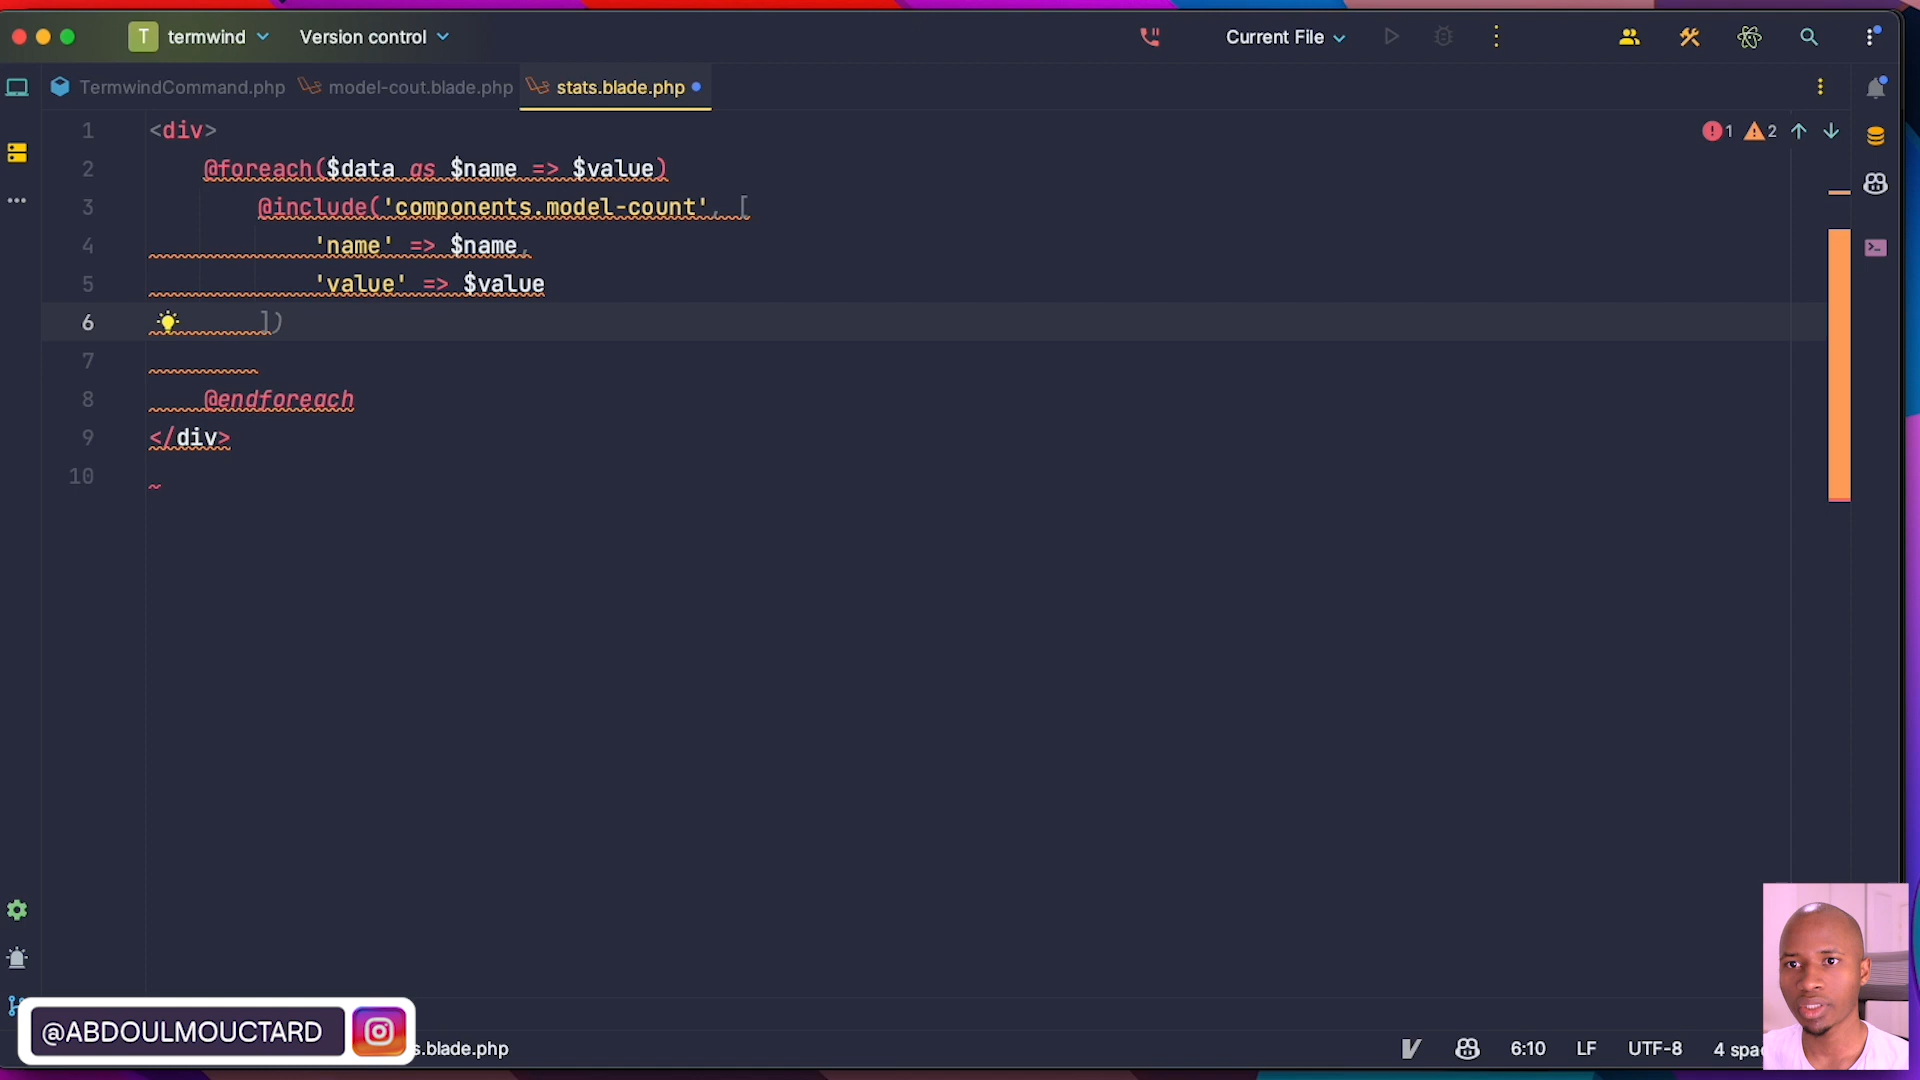 T termwind Version control Current File
TermwindCommand.php model-cout.blade.php stats.blade.php
1 <div> 1 2
2 @foreach($data as $name => $value)
3 @include('components.model-count', [
4 'name' => $name,
5 'value' => $value
6 ])
7
8 @endforeach
9 </div>
10
@ABDOULMOUCTARD s.blade.php 6:10 LF UTF-8 4 spa